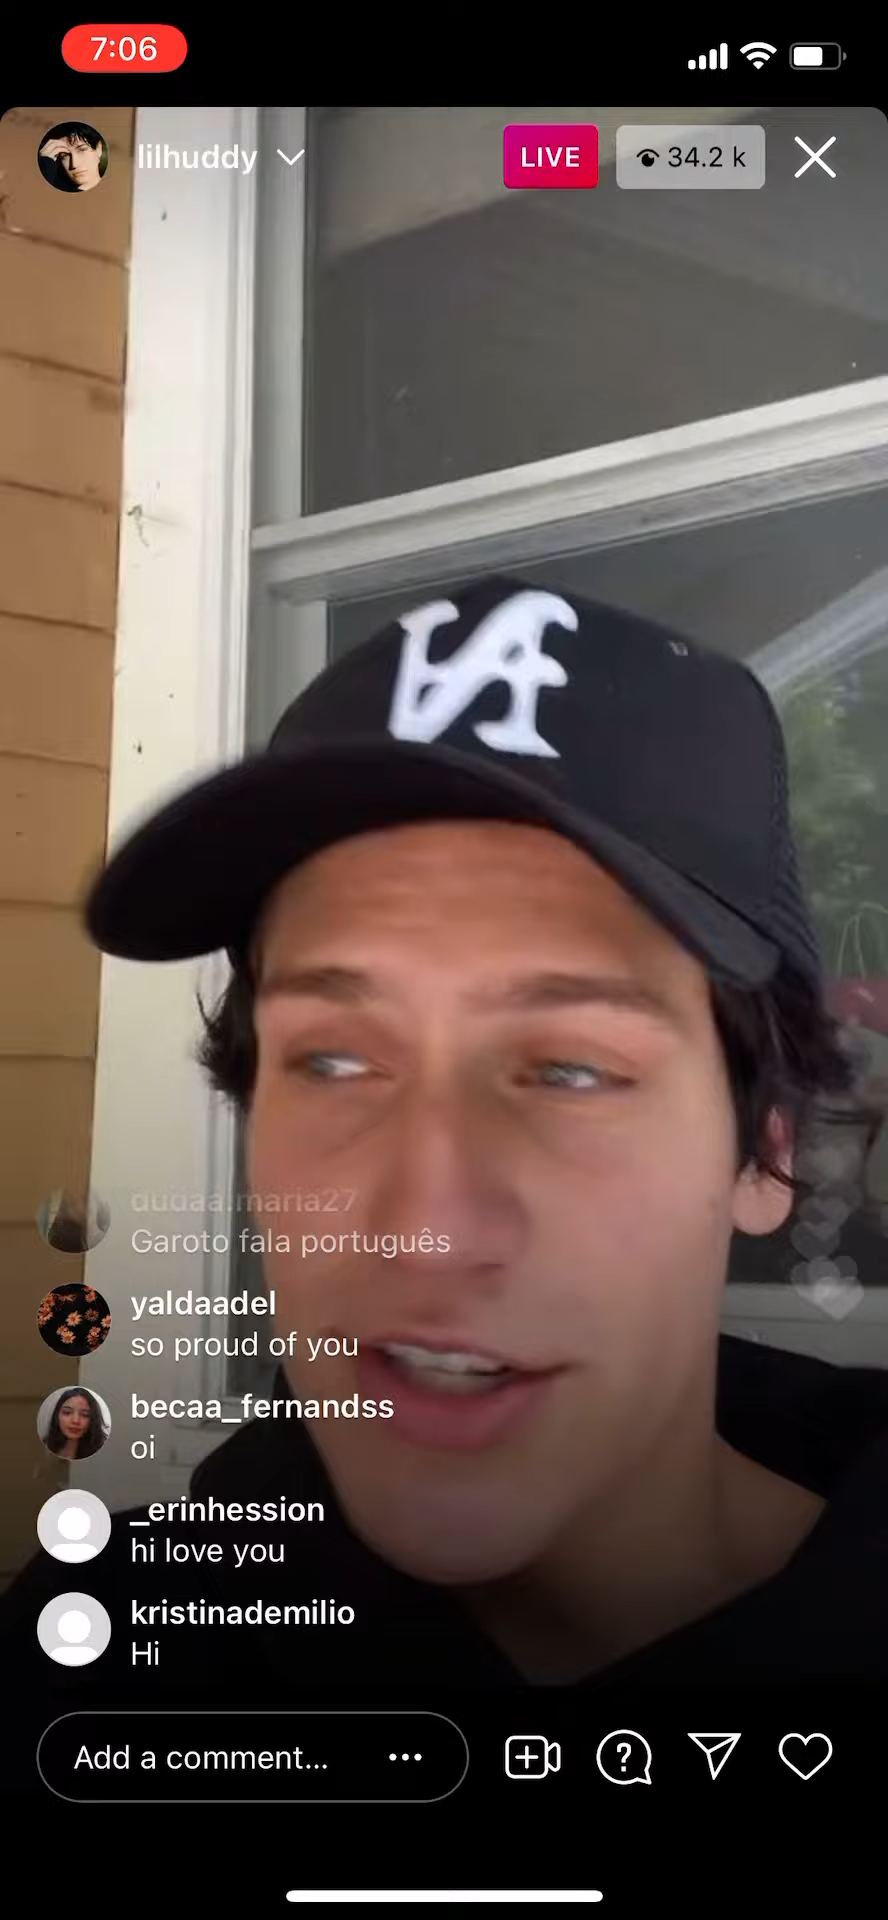 7:06
lilhuddy
LIVE
34.2 k
dudaa.maria27
Garoto fala português
yaldaadel
so proud of you
becaa_fernandss
oi
_erinhession
hi love you
kristinademilio
Hi
Add a comment...